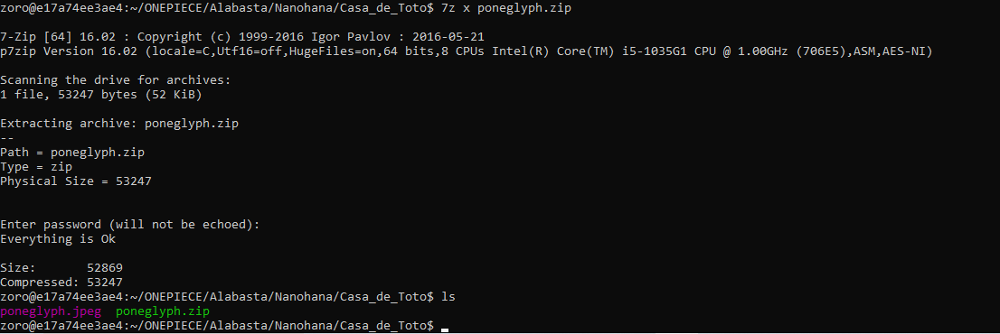 zoro@e17a74ee3ae4:~/ONEPIECE/Alabasta/Nanohana/Casa_de_Toto$ 7z x poneglyph.zip
7-Zip [64] 16.02 : Copyright (c) 1999-2016 Igor Pavlov : 2016-05-21
p7zip Version 16.02 (locale=C,Utf16=off,HugeFiles=on,64 bits,8 CPUs Intel(R) Core(TM) i5-1035G1 CPU @ 1.00GHz (706E5),ASM,AES-NI)
Scanning the drive for archives:
1 file, 53247 bytes (52 KiB)
Extracting archive: poneglyph.zip
--
Path = poneglyph.zip
Type = zip
Physical Size = 53247
Enter password (will not be echoed):
Everything is Ok
Size:       52869
Compressed: 53247
zoro@e17a74ee3ae4:~/ONEPIECE/Alabasta/Nanohana/Casa_de_Toto$ ls
poneglyph.jpeg  poneglyph.zip
zoro@e17a74ee3ae4:~/ONEPIECE/Alabasta/Nanohana/Casa_de_Toto$